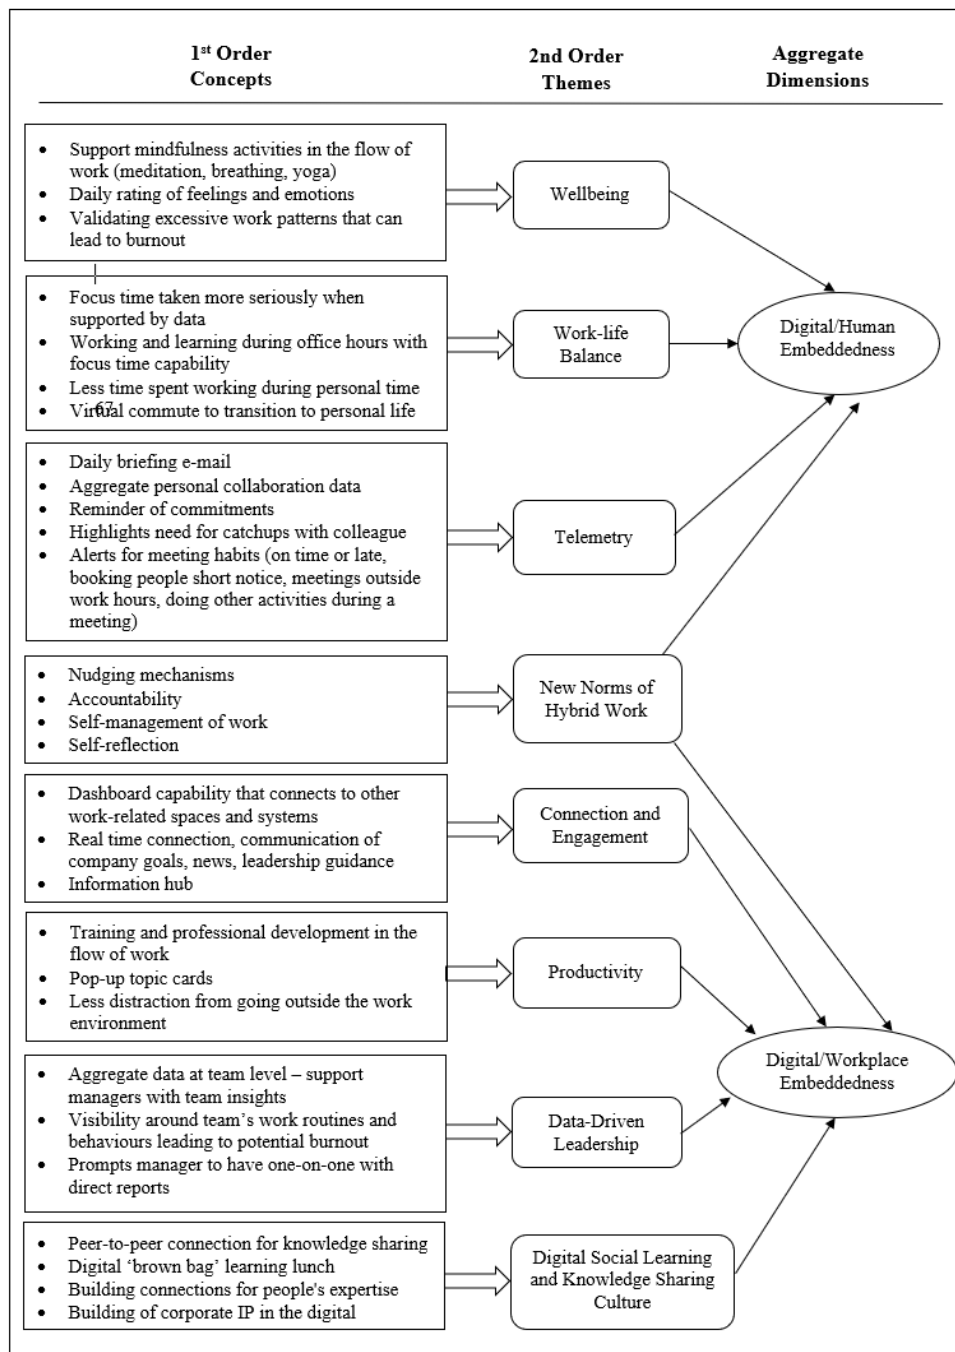 1st Order
Concepts
2nd Order
Themes
Aggregate
Dimensions
• Support mindfulness activities in the flow of
work (meditation, breathing, yoga)
• Daily rating of feelings and emotions
• Validating excessive work patterns that can
lead to burnout
Wellbeing
• Focus time taken more seriously when
supported by data
• Working and learning during office hours with
focus time capability
• Less time spent working during personal time
• Virtual commute to transition to personal life
67
Work-life
Balance
Digital/Human
Embeddedness
• Daily briefing e-mail
• Aggregate personal collaboration data
• Reminder of commitments
• Highlights need for catchups with colleague
• Alerts for meeting habits (on time or late,
booking people short notice, meetings outside
work hours, doing other activities during a
meeting)
Telemetry
• Nudging mechanisms
• Accountability
• Self-management of work
• Self-reflection
New Norms of
Hybrid Work
• Dashboard capability that connects to other
work-related spaces and systems
• Real time connection, communication of
company goals, news, leadership guidance
• Information hub
Connection and
Engagement
• Training and professional development in the
flow of work
• Pop-up topic cards
• Less distraction from going outside the work
environment
Productivity
Digital/Workplace
Embeddedness
• Aggregate data at team level – support
managers with team insights
• Visibility around team’s work routines and
behaviours leading to potential burnout
• Prompts manager to have one-on-one with
direct reports
Data-Driven
Leadership
• Peer-to-peer connection for knowledge sharing
• Digital ‘brown bag’ learning lunch
• Building connections for people's expertise
• Building of corporate IP in the digital
Digital Social Learning
and Knowledge Sharing
Culture